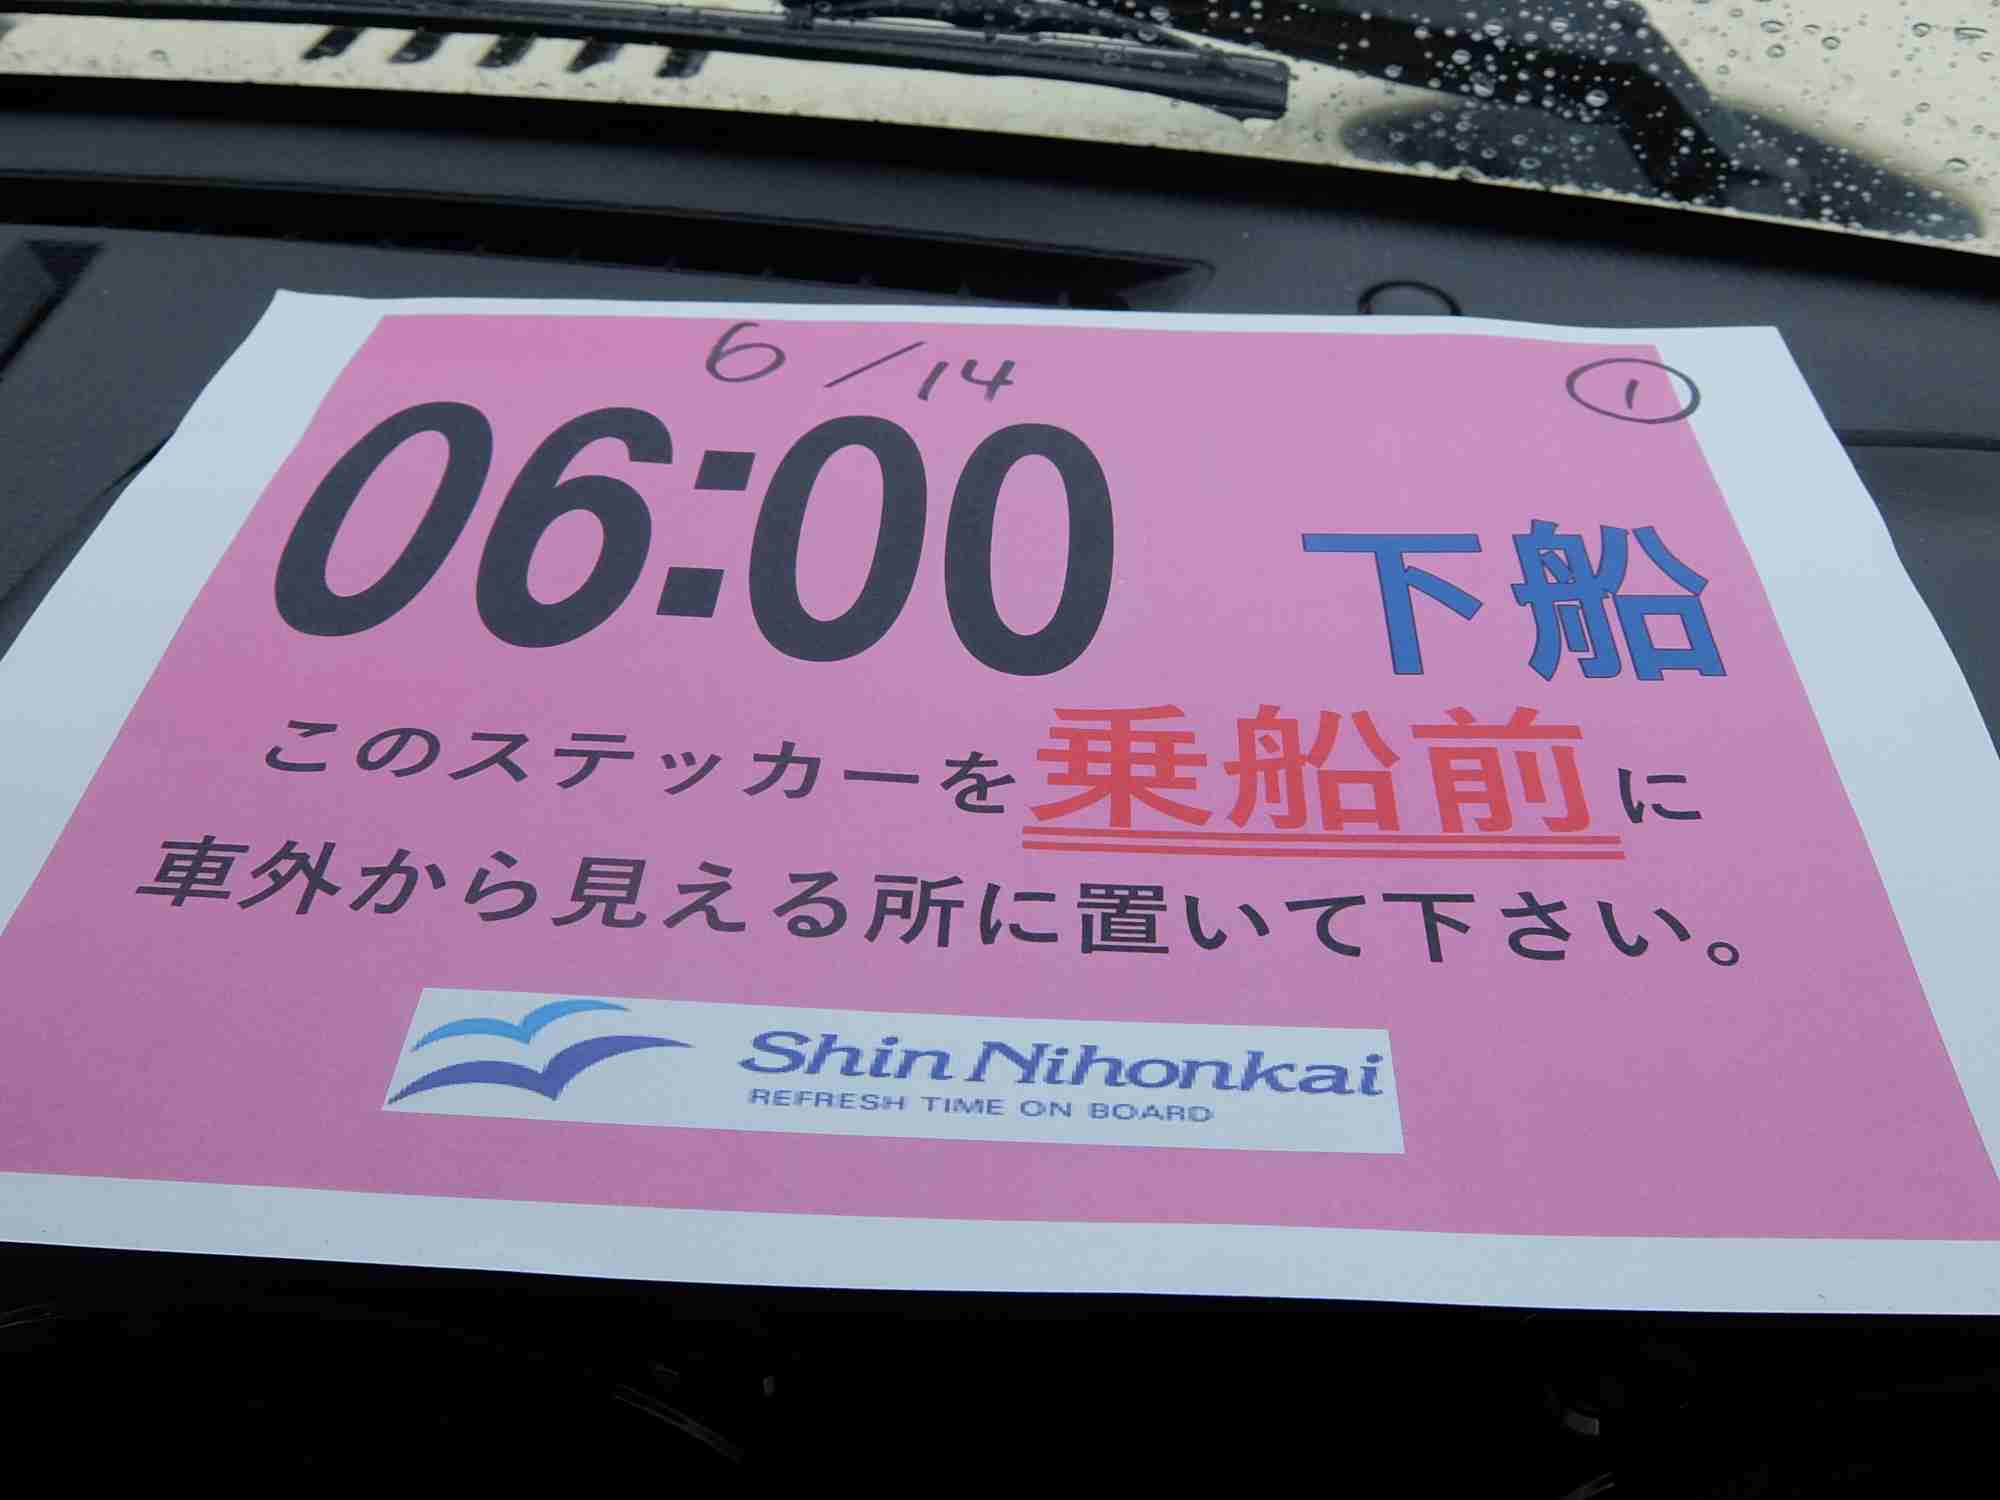 6/14 ①
06:00 下船
このステッカーを乗船前に
車外から見える所に置いて下さい。
Shin Nihonkai
REFRESH TIME ON BOARD